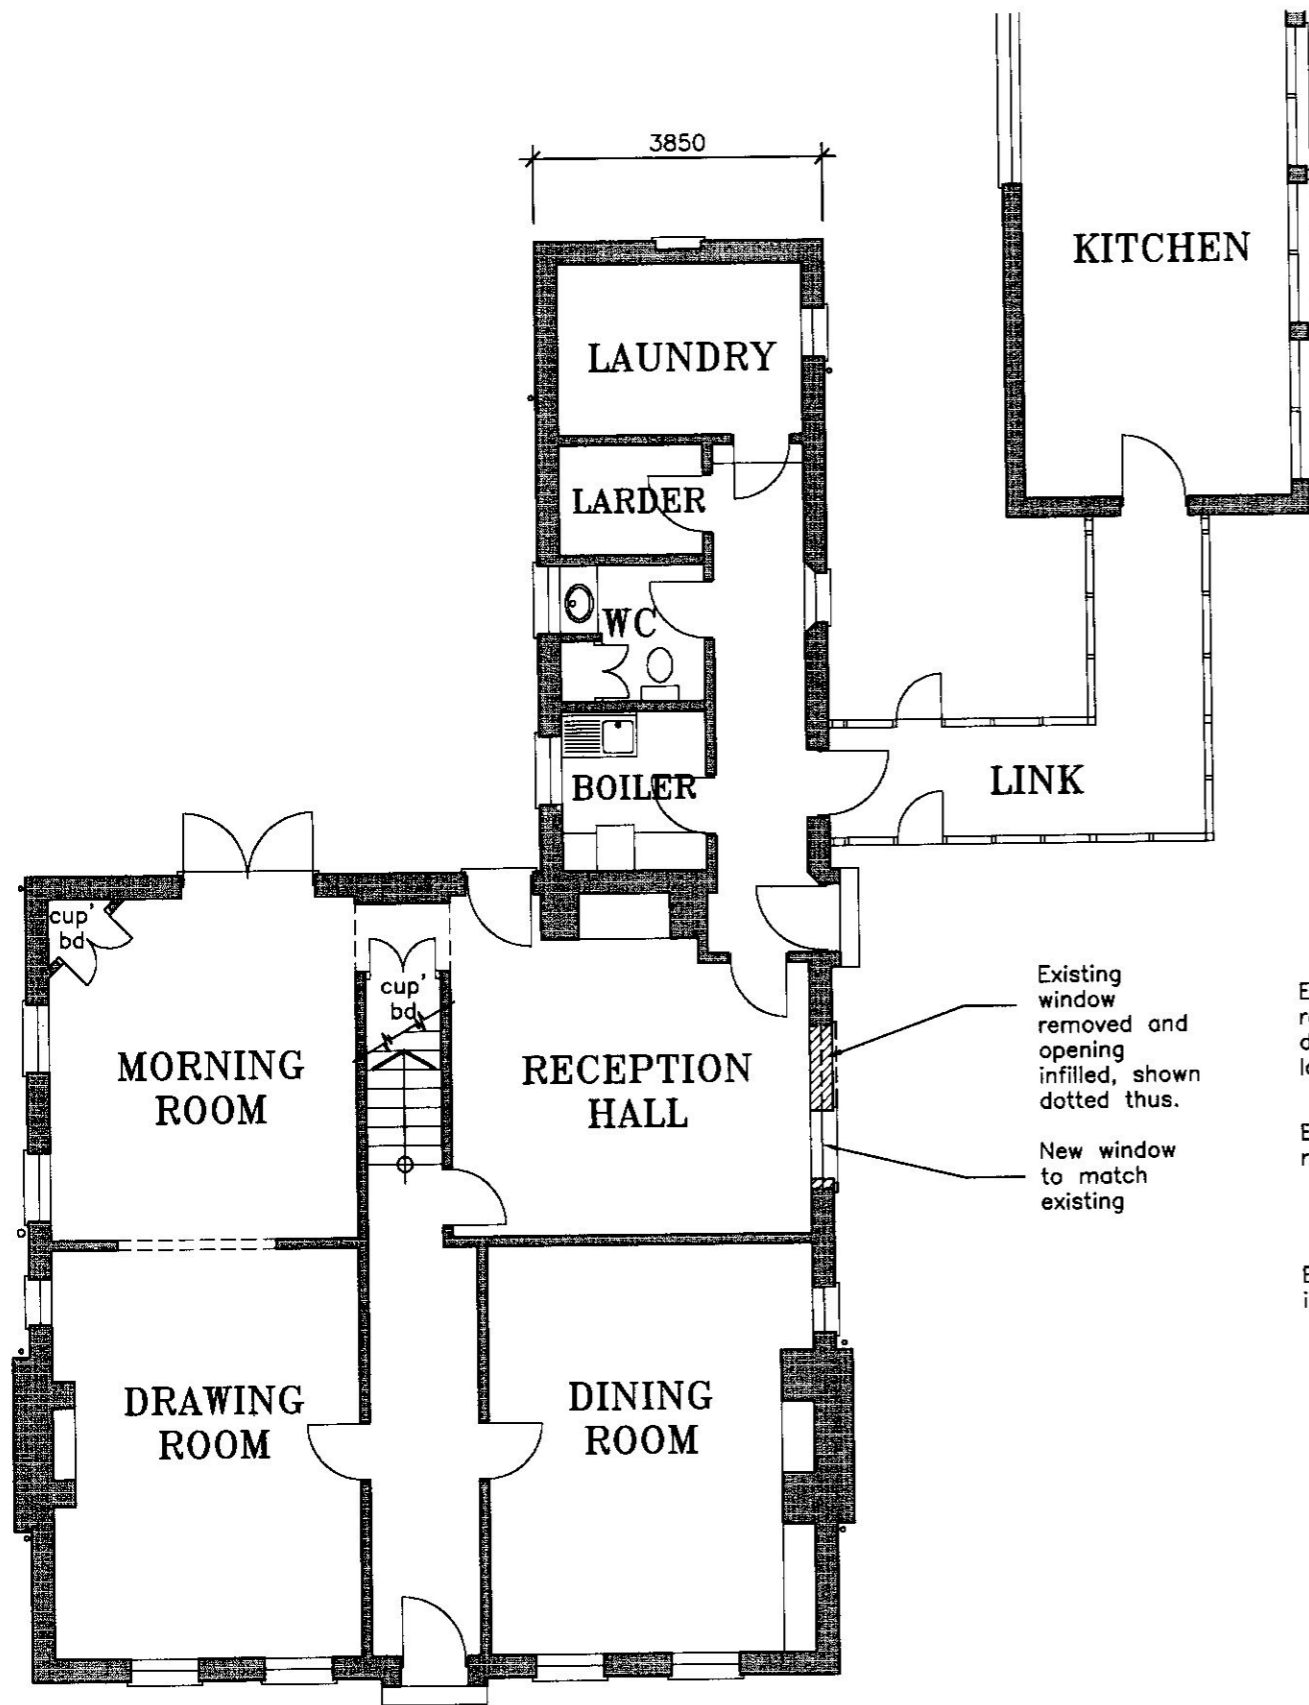 3850
KITCHEN
LAUNDRY
LARDER
WC
BOILER
LINK
cup'
bd
cup'
bd
MORNING
ROOM
RECEPTION
HALL
Existing
window
removed and
opening
infilled, shown
dotted thus.
New window
to match
existing
DRAWING
ROOM
DINING
ROOM